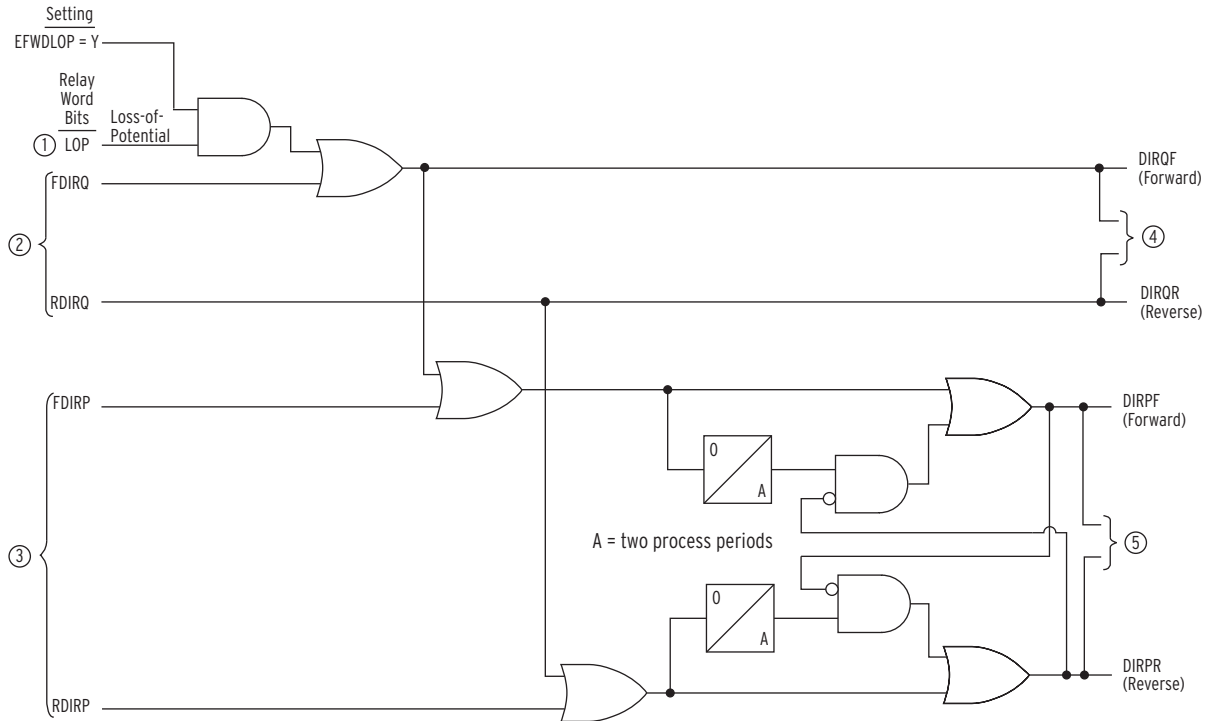 Setting
EFWDLOP = Y
Relay
Word
Bits
Loss-of-
Potential
① LOP
FDIRQ
②
RDIRQ
DIRQF
(Forward)
④
DIRQR
(Reverse)
FDIRP
③
RDIRP
0
A
A = two process periods
0
A
DIRPF
(Forward)
⑤
DIRPR
(Reverse)